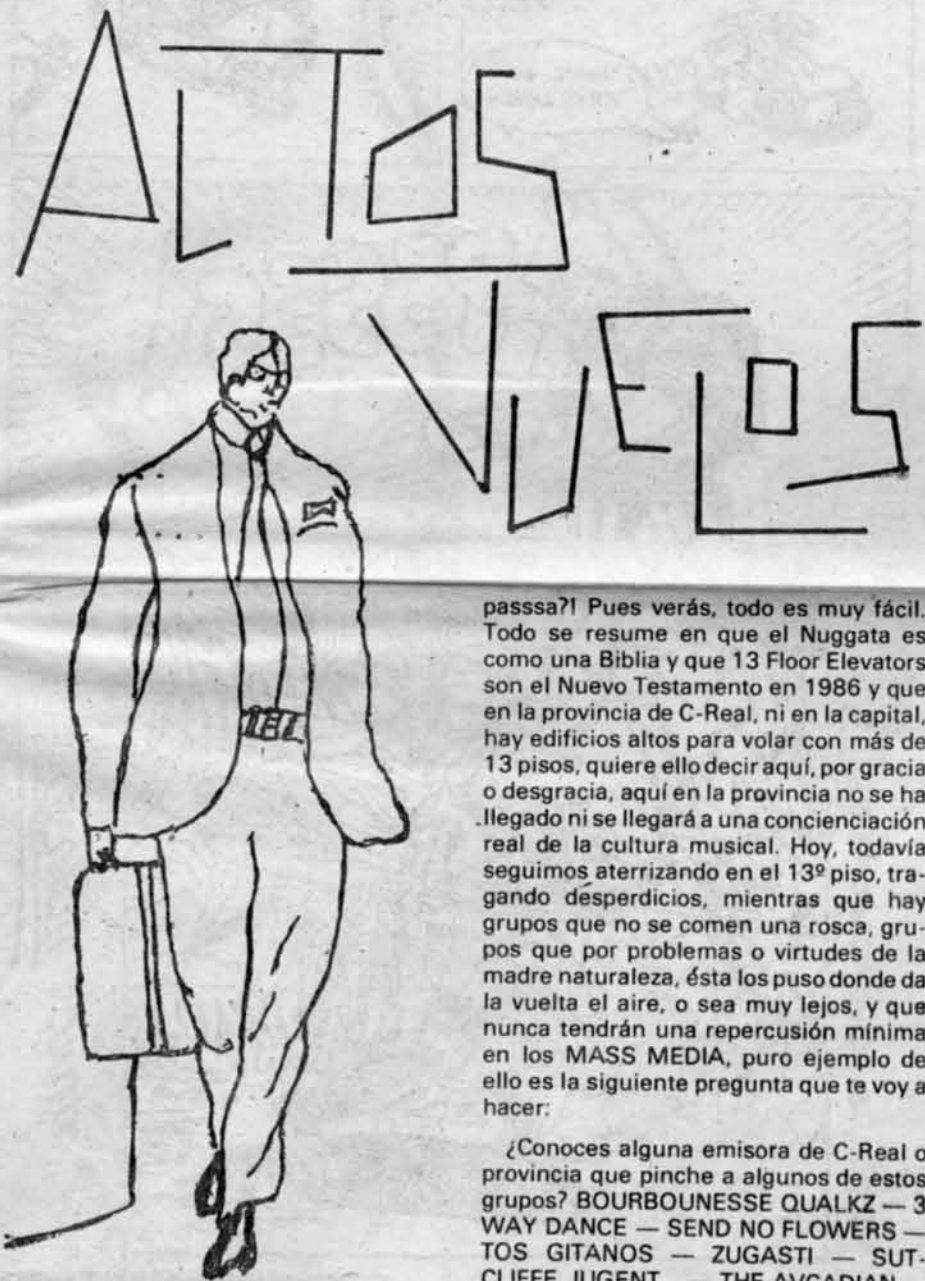 ALTOS
VUELOS
passsa?! Pues verás, todo es muy fácil.
Todo se resume en que el Nuggata es
como una Biblia y que 13 Floor Elevators
son el Nuevo Testamento en 1986 y que
en la provincia de C-Real, ni en la capital,
hay edificios altos para volar con más de
13 pisos, quiere ello decir aquí, por gracia
o desgracia, aquí en la provincia no se ha
llegado ni se llegará a una concienciación
real de la cultura musical. Hoy, todavía
seguimos aterrizando en el 13º piso, tra-
gando desperdicios, mientras que hay
grupos que no se comen una rosca, gru-
pos que por problemas o virtudes de la
madre naturaleza, ésta los puso donde da
la vuelta el aire, o sea muy lejos, y que
nunca tendrán una repercusión mínima
en los MASS MEDIA, puro ejemplo de
ello es la siguiente pregunta que te voy a
hacer:
¿Conoces alguna emisora de C-Real o
provincia que pinche a algunos de estos
grupos? BOURBOUNESSE QUALKZ — 3
WAY DANCE — SEND NO FLOWERS —
TOS GITANOS — ZUGASTI — SUT-